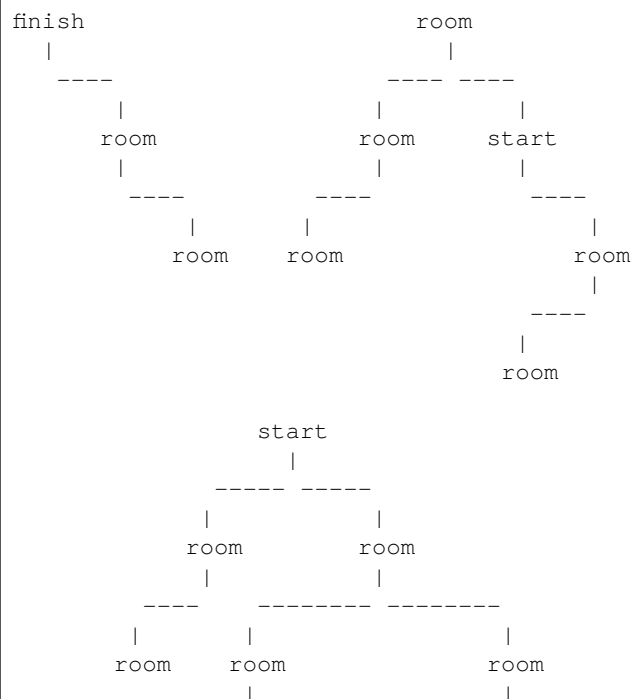 finish room
| |
---- ---- ----
| | |
room room start
| | |
---- ---- ----
| | |
room room room
|
----
|
room
start
|
----- -----
| |
room room
| |
---- -------- --------
| | |
room room room
| |